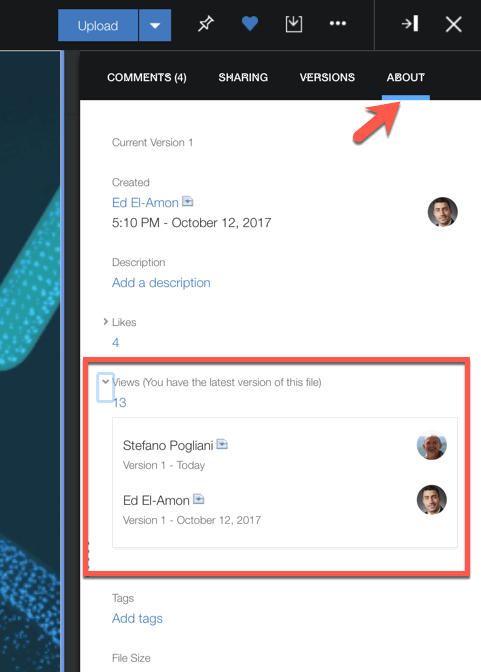 Upload
COMMENTS (4) SHARING VERSIONS ABOUT
Current Version 1
Created
Ed El-Amon
5:10 PM - October 12, 2017
Description
Add a description
Likes
4
Views (You have the latest version of this file)
13
Stefano Pogliani
Version 1 - Today
Ed El-Amon
Version 1 - October 12, 2017
Tags
Add tags
File Size